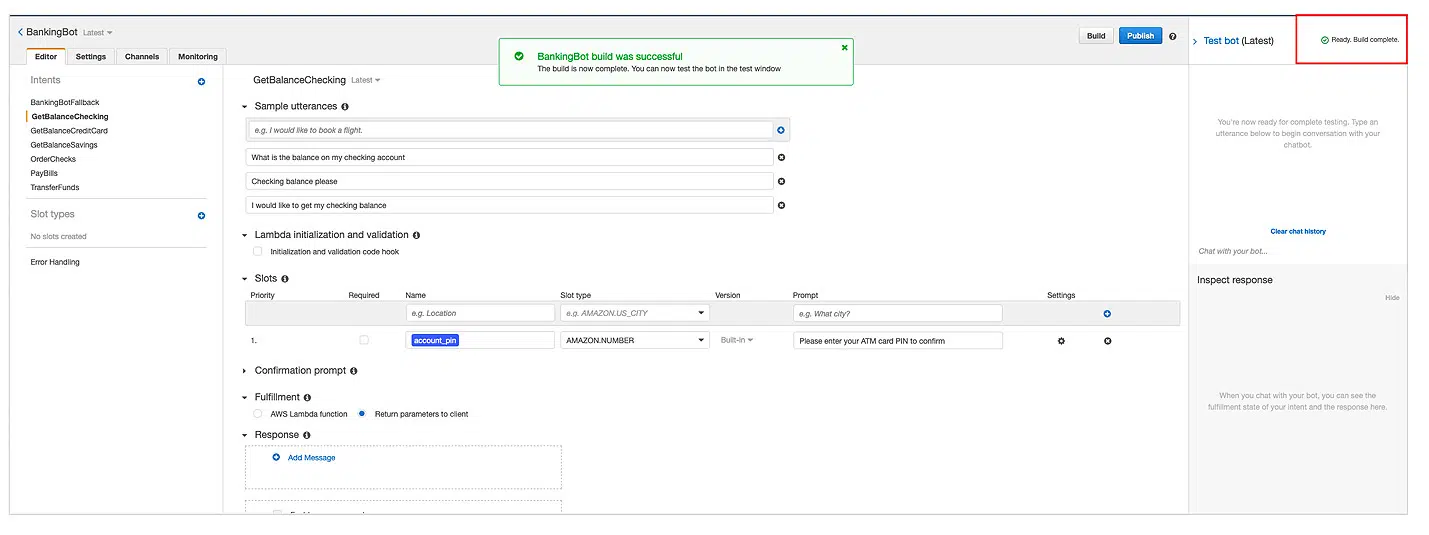 BankingBot Latest
Editor Settings Channels Monitoring
Build Publish
BankingBot build was successful
The build is now complete. You can now test the bot in the test window
Test bot (Latest)
Ready. Build complete.
Intents
BankingBotFallback
GetBalanceChecking
GetBalanceCreditCard
GetBalanceSavings
OrderChecks
PayBills
TransferFunds
Slot types
No slots created
Error Handling
GetBalanceChecking Latest
Sample utterances
e.g. I would like to book a flight.
What is the balance on my checking account
Checking balance please
I would like to get my checking balance
Lambda initialization and validation
Initialization and validation code hook
Slots
Priority Required Name Slot type Version Prompt Settings
e.g. Location e.g. AMAZON.US_CITY e.g. What city?
1. account_pin AMAZON.NUMBER Built-in Please enter your ATM card PIN to confirm
Confirmation prompt
Fulfillment
AWS Lambda function Return parameters to client
Response
Add Message
You're now ready for complete testing. Type an
utterance below to begin conversation with your
chatbot.
Clear chat history
Chat with your bot...
Inspect response
Hide
When you chat with your bot, you can see the
fulfillment state of your intent and the response here.